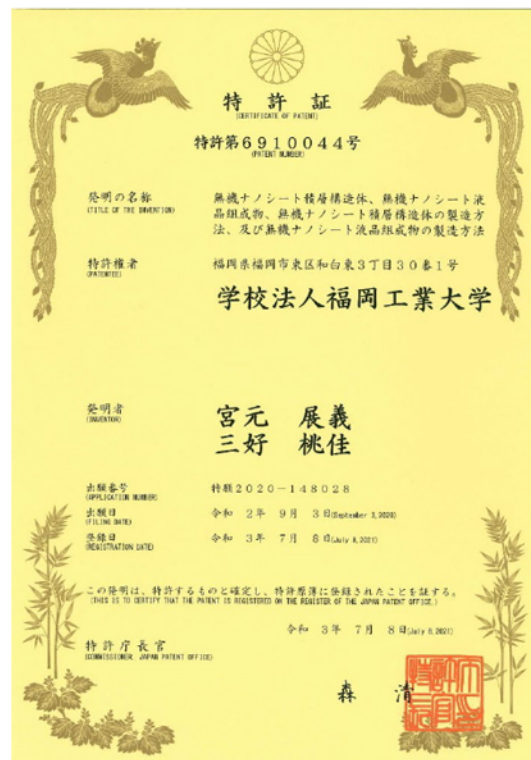 特許証
(CERTIFICATE OF PATENT)
特許第6910044号
(PATENT NUMBER)
発明の名称
(TITLE OF THE INVENTION)
無機ナノシート積層構造体、無機ナノシート液
晶組成物、無機ナノシート積層構造体の製造方
法、及び無機ナノシート液晶組成物の製造方法
特許権者
(PATENTEE)
福岡県福岡市東区和白東3丁目30番1号
学校法人福岡工業大学
発明者
(INVENTOR)
宮元 展義
三好 桃佳
出願番号
(APPLICATION NUMBER)
特願2020-148028
出願日
(FILING DATE)
令和 2年 9月 3日(September 3,2020)
登録日
(REGISTRATION DATE)
令和 3年 7月 8日(July 8,2021)
この発明は、特許するものと確定し、特許原簿に登録されたことを証する。
(THIS IS TO CERTIFY THAT THE PATENT IS REGISTERED ON THE REGISTER OF THE JAPAN PATENT OFFICE.)
令和 3年 7月 8日(July 8,2021)
特許庁長官
(COMMISSIONER, JAPAN PATENT OFFICE)
森 清